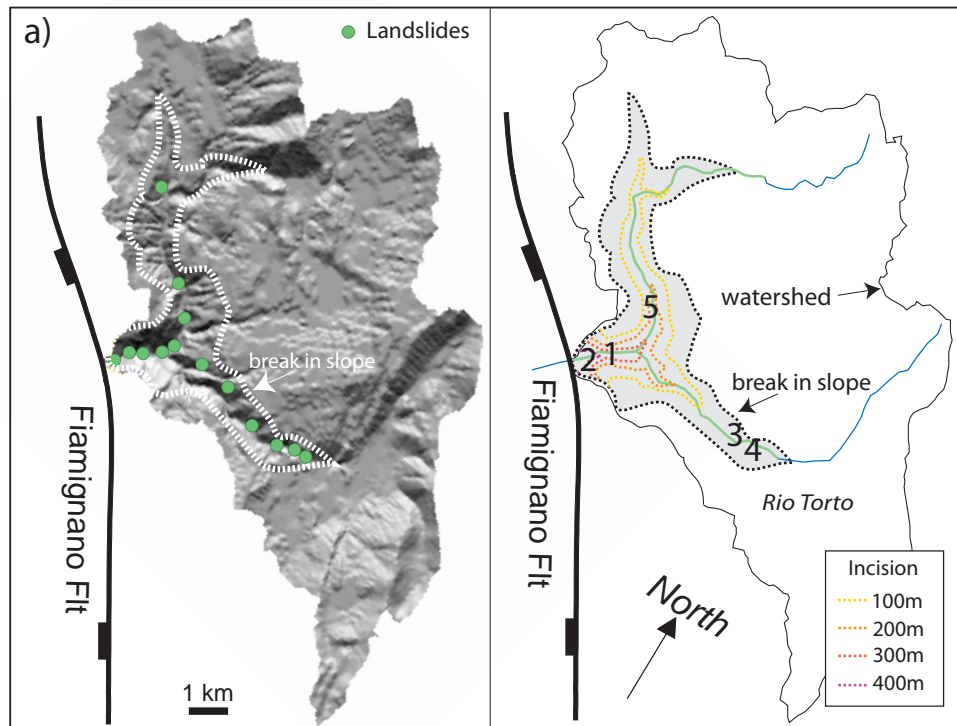 a)
Landslides
break in slope
Fiamignano Flt
1 km
watershed
5
2
1
break in slope
3
4
Rio Torto
Fiamignano Flt
North
Incision
100m
200m
300m
400m